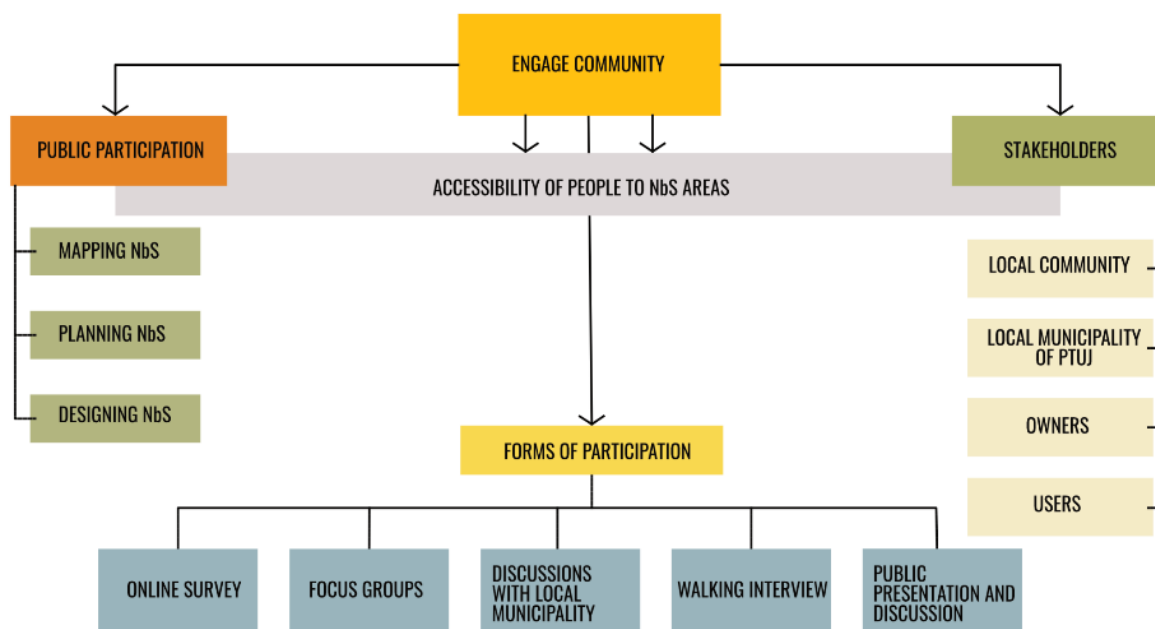 ENGAGE COMMUNITY
PUBLIC PARTICIPATION
STAKEHOLDERS
ACCESSIBILITY OF PEOPLE TO NbS AREAS
MAPPING NbS
PLANNING NbS
DESIGNING NbS
LOCAL COMMUNITY
LOCAL MUNICIPALITY
OF PTUJ
OWNERS
USERS
FORMS OF PARTICIPATION
ONLINE SURVEY
FOCUS GROUPS
DISCUSSIONS
WITH LOCAL
MUNICIPALITY
WALKING INTERVIEW
PUBLIC
PRESENTATION AND
DISCUSSION